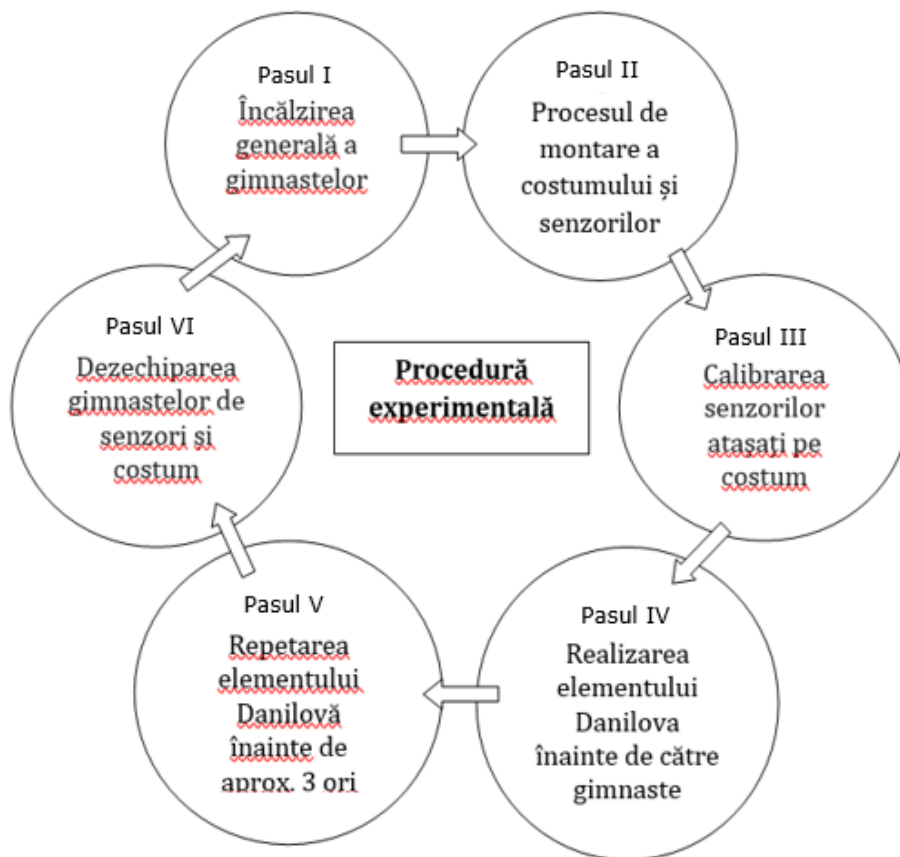 Pasul I
Încălzirea
generală a
gimnastelor
Pasul II
Procesul de
montare a
costumului și
senzorilor
Pasul III
Calibrarea
senzorilor
atașați pe
costum
Pasul IV
Realizarea
elementului
Danilova
înainte de către
gimnaste
Pasul V
Repetarea
elementului
Danilovă
înainte de
aprox. 3 ori
Pasul VI
Dezechiparea
gimnastelor de
senzori și
costum
Procedură
experimentală